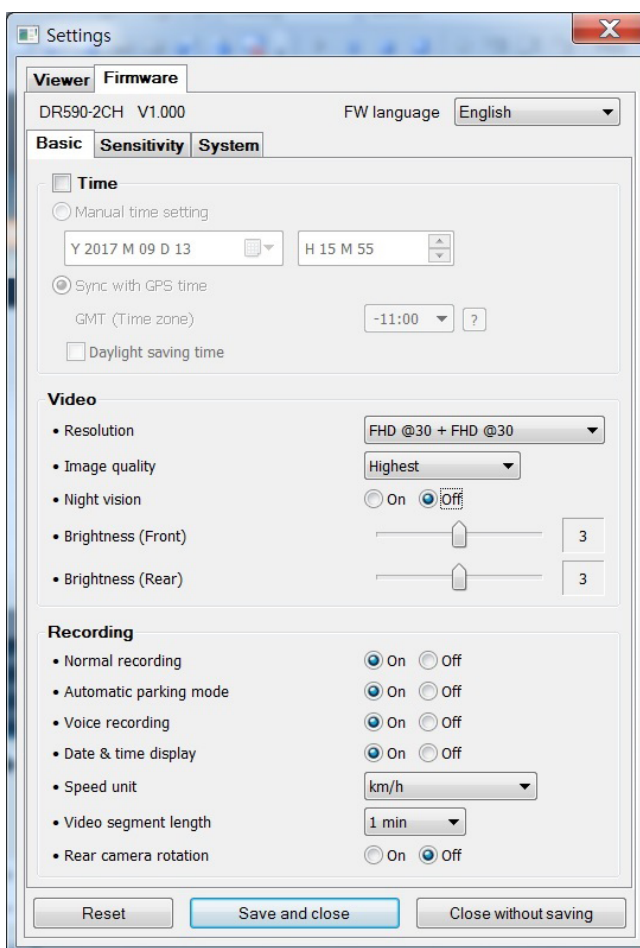 Settings
X
Viewer Firmware
DR590-2CH V1.000 FW language English
Basic Sensitivity System
Time
Manual time setting
Y 2017 M 09 D 13 H 15 M 55
Sync with GPS time
GMT (Time zone) -11:00 ?
Daylight saving time
Video
• Resolution FHD @30 + FHD @30
• Image quality Highest
• Night vision On Off
• Brightness (Front) 3
• Brightness (Rear) 3
Recording
• Normal recording On Off
• Automatic parking mode On Off
• Voice recording On Off
• Date & time display On Off
• Speed unit km/h
• Video segment length 1 min
• Rear camera rotation On Off
Reset Save and close Close without saving